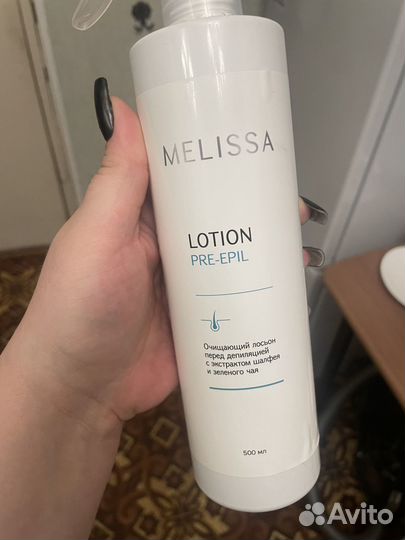 MELISSA
LOTION
PRE-EPIL
Очищающий лосьон
перед депиляцией
с экстрактом шалфея
и зеленого чая
500 мл
Avito